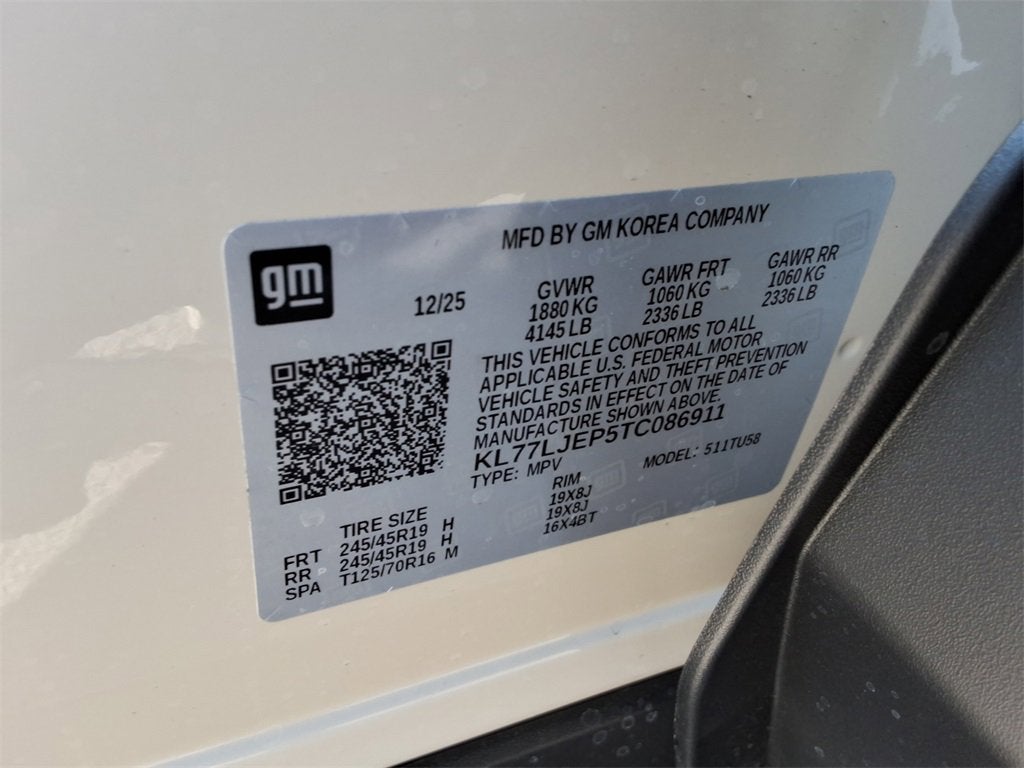 gm
MFD BY GM KOREA COMPANY
12/25
GVWR GAWR FRT GAWR RR
1880 KG 1060 KG 1060 KG
4145 LB 2336 LB 2336 LB
THIS VEHICLE CONFORMS TO ALL
APPLICABLE U.S. FEDERAL MOTOR
VEHICLE SAFETY AND THEFT PREVENTION
STANDARDS IN EFFECT ON THE DATE OF
MANUFACTURE SHOWN ABOVE.
KL77LJEP5TC086911
TYPE: MPV MODEL: 511TU58
TIRE SIZE RIM
FRT 245/45R19 H 19X8J
RR 245/45R19 H 19X8J
SPA T125/70R16 M 16X4BT